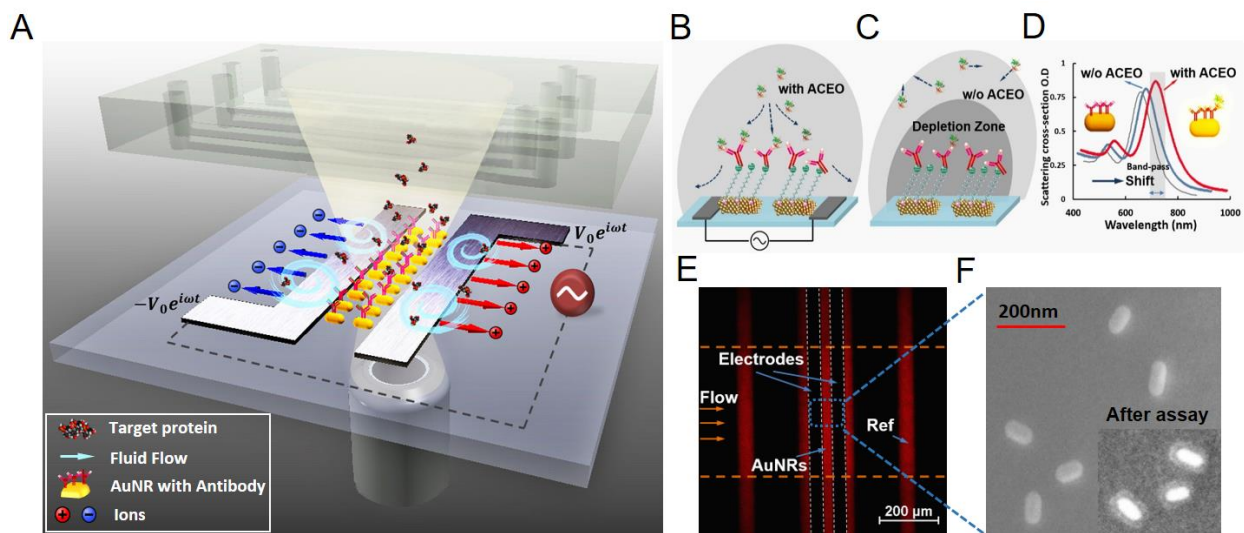 A
V₀eⁱωᵗ
−V₀eⁱωᵗ
Target protein
Fluid Flow
AuNR with Antibody
Ions
B
with ACEO
C
w/o ACEO
Depletion Zone
D
w/o ACEO
with ACEO
Band-pass
Shift
Scattering cross-section O.D
1
0.75
0.5
0.25
0
400
600
800
1000
Wavelength (nm)
E
Electrodes
Flow
Ref
AuNRs
200 µm
F
200nm
After assay